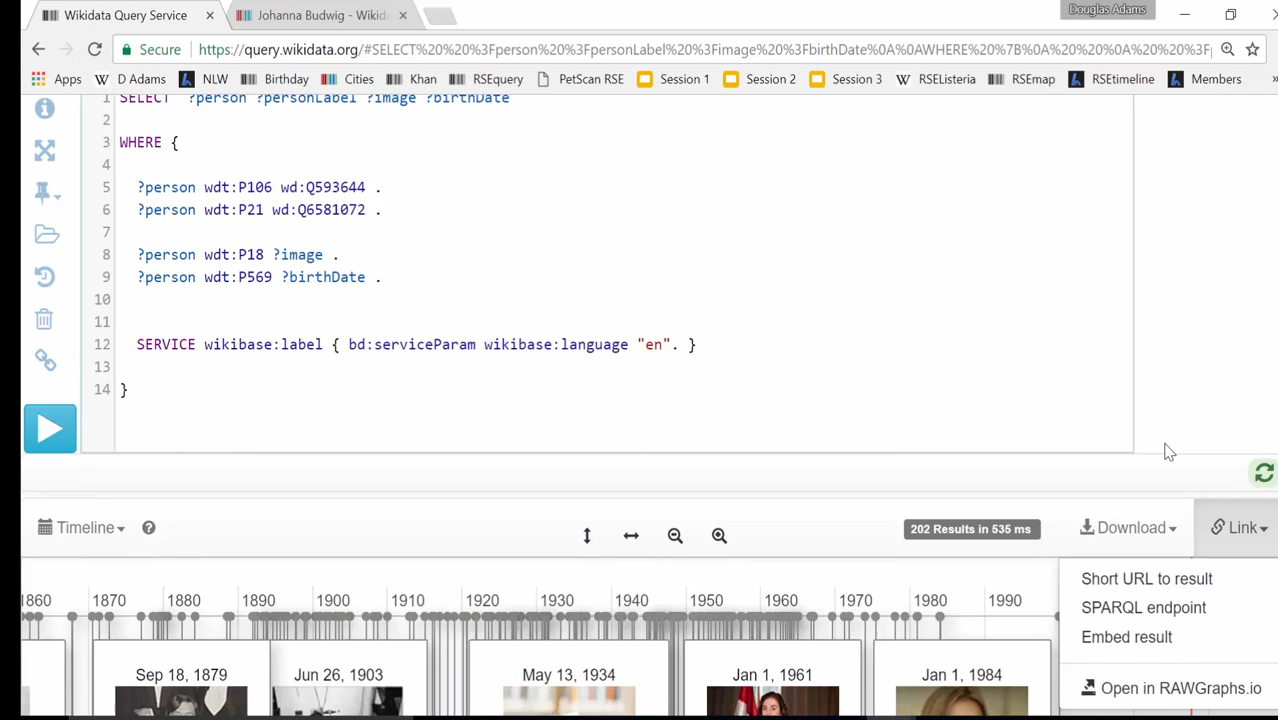 Wikidata Query Service
Johanna Budwig - Wikid
Douglas Adams
Secure https://query.wikidata.org/#SELECT%20%20%3Fperson%20%3FpersonLabel%20%3Fimage%20%3FbirthDate%0A%0AWHERE%20%7B%0A%20%20%0A%20%20%3F
Apps D Adams NLW Birthday Cities Khan RSEquery PetScan RSE Session 1 Session 2 Session 3 RSEListeria RSEmap RSEtimeline Members »
1 SELECT ?person ?personLabel ?image ?birthDate
2
3 WHERE {
4
5 ?person wdt:P106 wd:Q593644 .
6 ?person wdt:P21 wd:Q6581072 .
7
8 ?person wdt:P18 ?image .
9 ?person wdt:P569 ?birthDate .
10
11
12 SERVICE wikibase:label { bd:serviceParam wikibase:language "en". }
13
14 }
Timeline ? 202 Results in 535 ms Download Link
Short URL to result
SPARQL endpoint
Embed result
Open in RAWGraphs.io
1860 1870 1880 1890 1900 1910 1920 1930 1940 1950 1960 1970 1980 1990
Sep 18, 1879 Jun 26, 1903 May 13, 1934 Jan 1, 1961 Jan 1, 1984